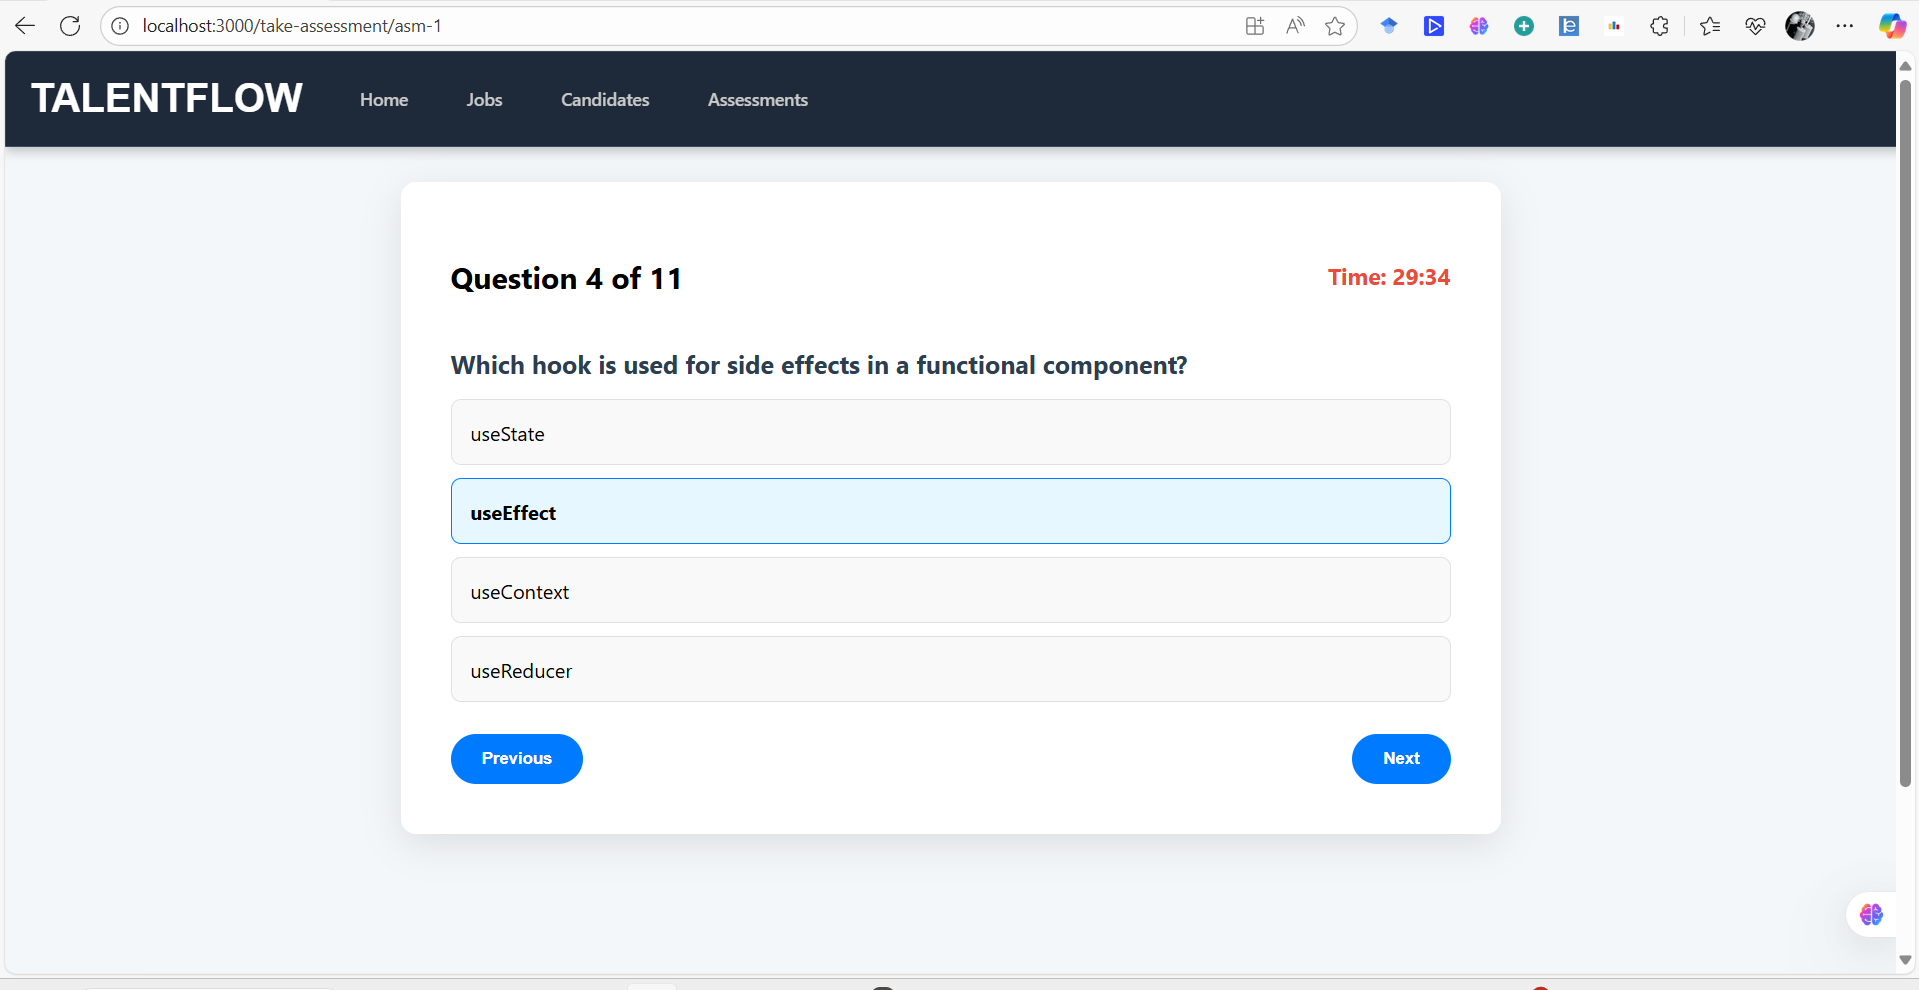 localhost:3000/take-assessment/asm-1
TALENTFLOW
Home
Jobs
Candidates
Assessments
Question 4 of 11
Time: 29:34
Which hook is used for side effects in a functional component?
useState
useEffect
useContext
useReducer
Previous
Next